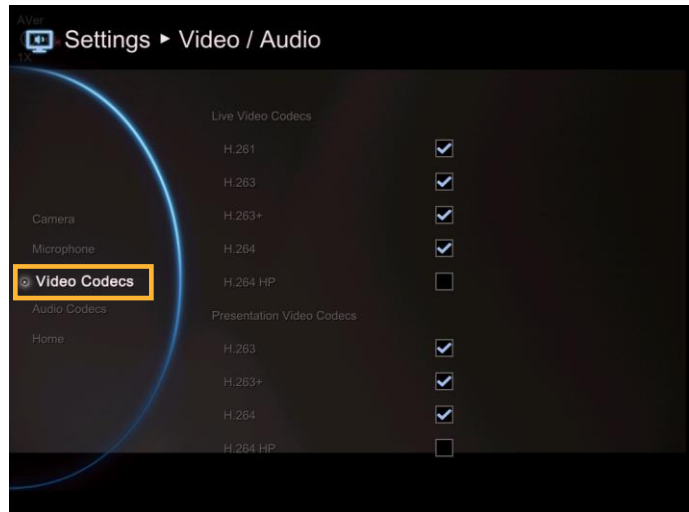 AVer
Settings ▸ Video / Audio
1X
Live Video Codecs
H.261
H.263
Camera
H.263+
Microphone
H.264
Video Codecs
H.264 HP
Audio Codecs
Presentation Video Codecs
Home
H.263
H.263+
H.264
H.264 HP